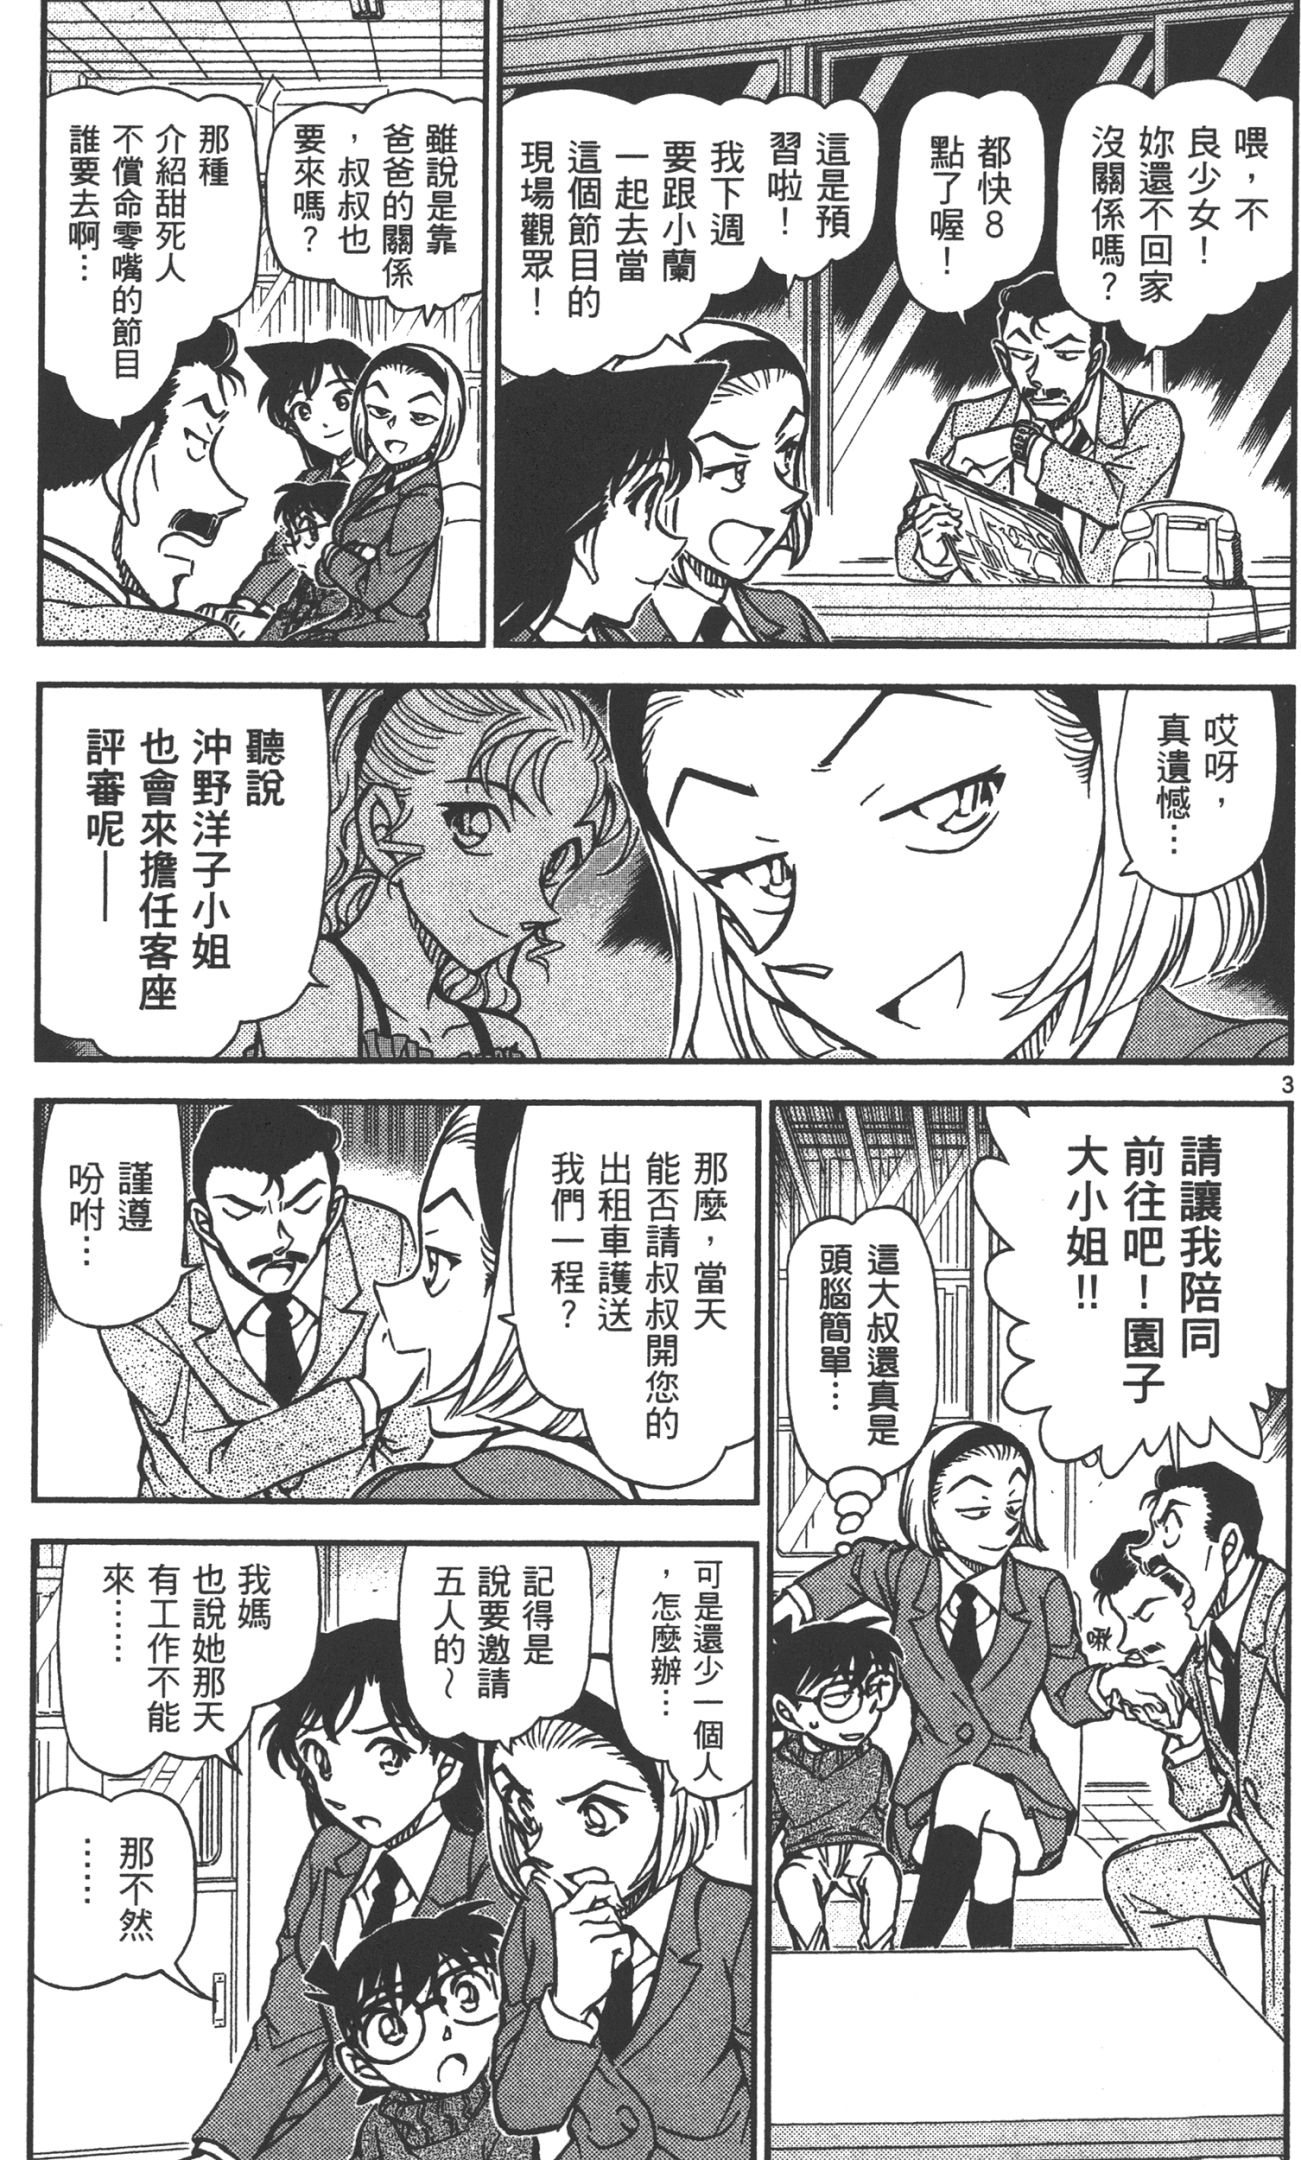 喂，不
良少女！
妳還不回家
沒關係嗎？
都快8
點了喔！
這是預
習啦！
我下週
要跟小蘭
一起去當
這個節目的
現場觀眾！
雖說是靠
爸爸的關係
，叔叔也
要來嗎？
那種
介紹甜死人
不償命零嘴的節目
誰要去啊…
哎呀，
真遺憾…
聽說
沖野洋子小姐
也會來擔任客座
評審呢——
3
請讓我陪同
前往吧！園子
大小姐!!
這大叔還真是
頭腦簡單…
啾
那麼，當天
能否請叔叔開您的
出租車護送
我們一程？
謹遵
吩咐…
可是還少一個人
，怎麼辦…
記得是
說要邀請
五人的～
我媽
也說她那天
有工作不能
來……
那不然
……